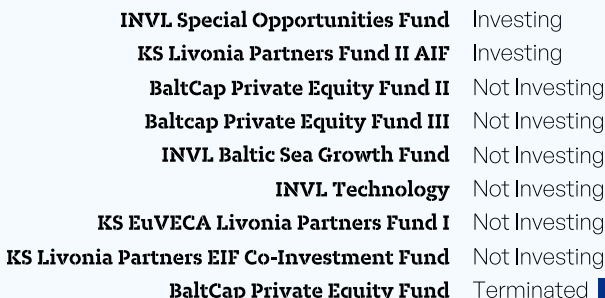 INVL Special Opportunities Fund Investing
KS Livonia Partners Fund II AIF Investing
BaltCap Private Equity Fund II Not Investing
Baltcap Private Equity Fund III Not Investing
INVL Baltic Sea Growth Fund Not Investing
INVL Technology Not Investing
KS EuVECA Livonia Partners Fund I Not Investing
KS Livonia Partners EIF Co-Investment Fund Not Investing
BaltCap Private Equity Fund Terminated